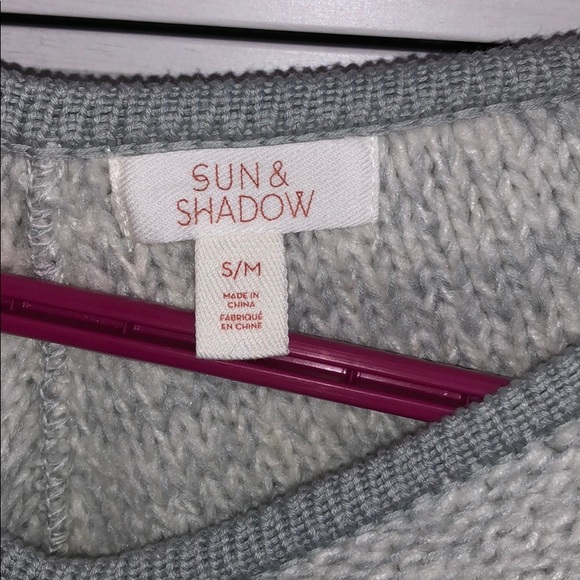 SUN &
SHADOW
S/M
MADE IN
CHINA
FABRIQUÉ
EN CHINE